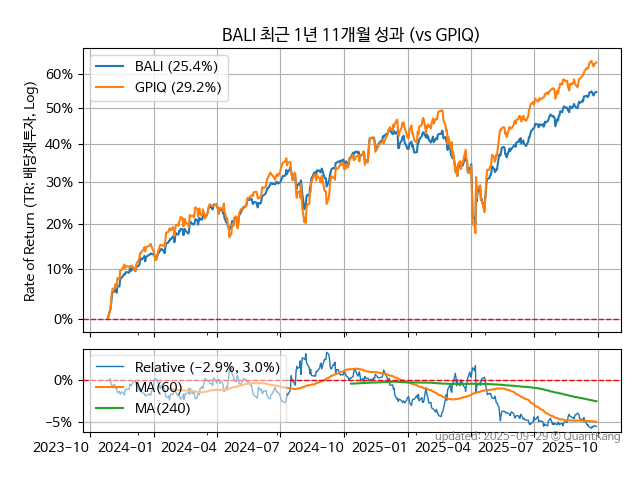 BALI 최근 1년 11개월 성과 (vs GPIQ)
BALI (25.4%)
GPIQ (29.2%)
Rate of Return (TR; 배당재투자, Log)
60%
50%
40%
30%
20%
10%
0%
Relative (−2.9%, 3.0%)
MA(60)
MA(240)
0%
−5%
2023-10 2024-01 2024-04 2024-07 2024-10 2025-01 2025-04 2025-07 2025-10
updated: 2025-09-29 © QuantKang